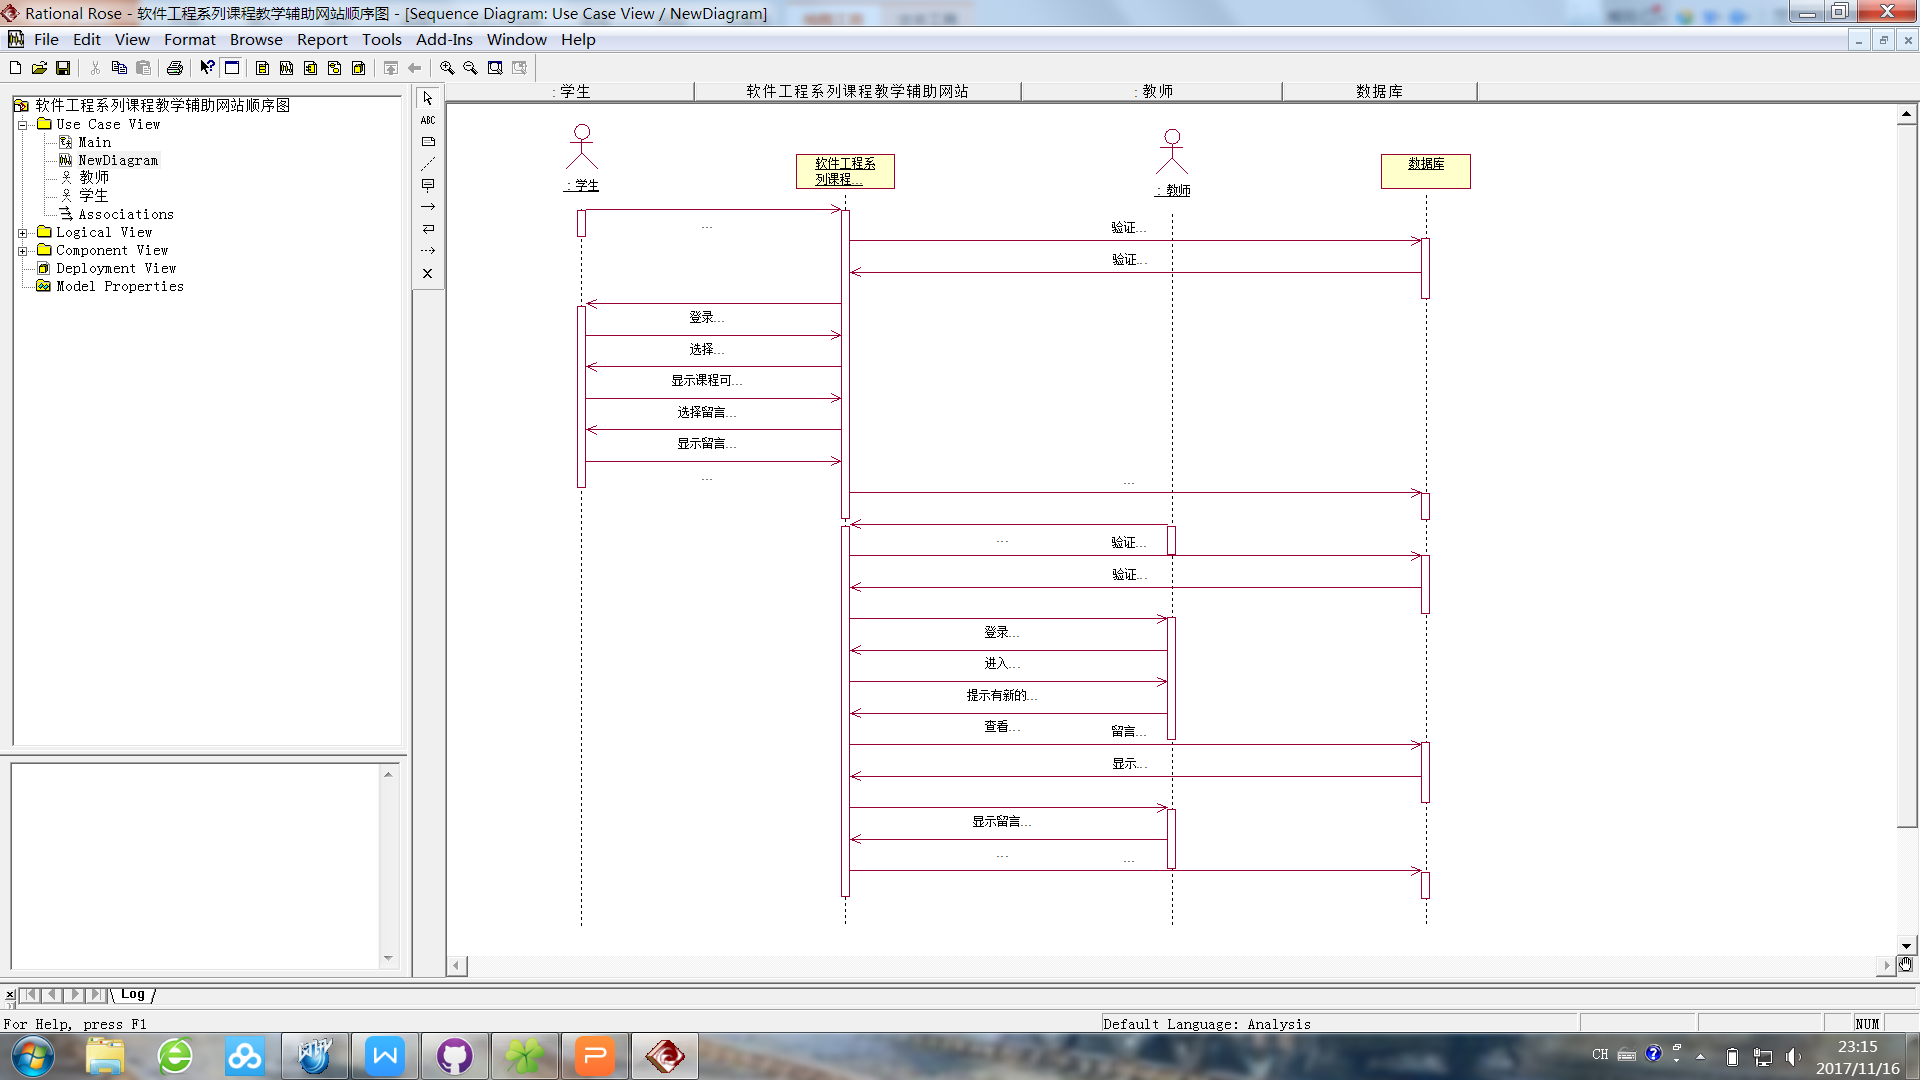 Rational Rose - 软件工程系列课程教学辅助网站顺序图 - [Sequence Diagram: Use Case View / NewDiagram]
File Edit View Format Browse Report Tools Add-Ins Window Help
软件工程系列课程教学辅助网站顺序图
Use Case View
Main
NewDiagram
教师
学生
Associations
Logical View
Component View
Deployment View
Model Properties
ABC
: 学生
软件工程系列课程教学辅助网站
: 教师
数据库
: 学生
软件工程系
列课程...
: 教师
数据库
...
验证...
验证...
登录...
选择...
显示课程可...
选择留言...
显示留言...
...
...
...
验证...
验证...
登录...
进入...
提示有新的...
查看...
留言...
显示...
显示留言...
...
...
Log
For Help, press F1
Default Language: Analysis
NUM
CH
23:15
2017/11/16